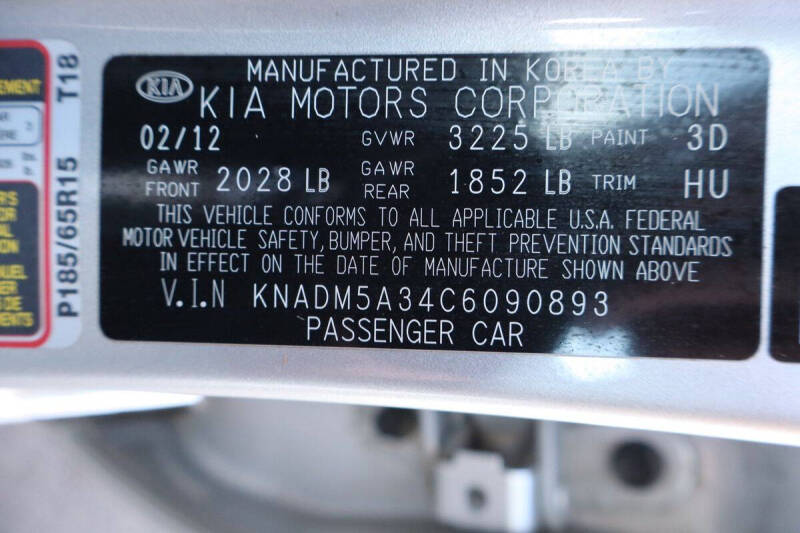 MANUFACTURED IN KOREA BY
KIA
KIA MOTORS CORPORATION
02/12 GVWR 3225 LB PAINT 3D
GAWR FRONT 2028 LB GAWR REAR 1852 LB TRIM HU
THIS VEHICLE CONFORMS TO ALL APPLICABLE U.S.A. FEDERAL
MOTOR VEHICLE SAFETY, BUMPER, AND THEFT PREVENTION STANDARDS
IN EFFECT ON THE DATE OF MANUFACTURE SHOWN ABOVE
V.I.N KNADM5A34C6090893
PASSENGER CAR
P185/65R15 T18